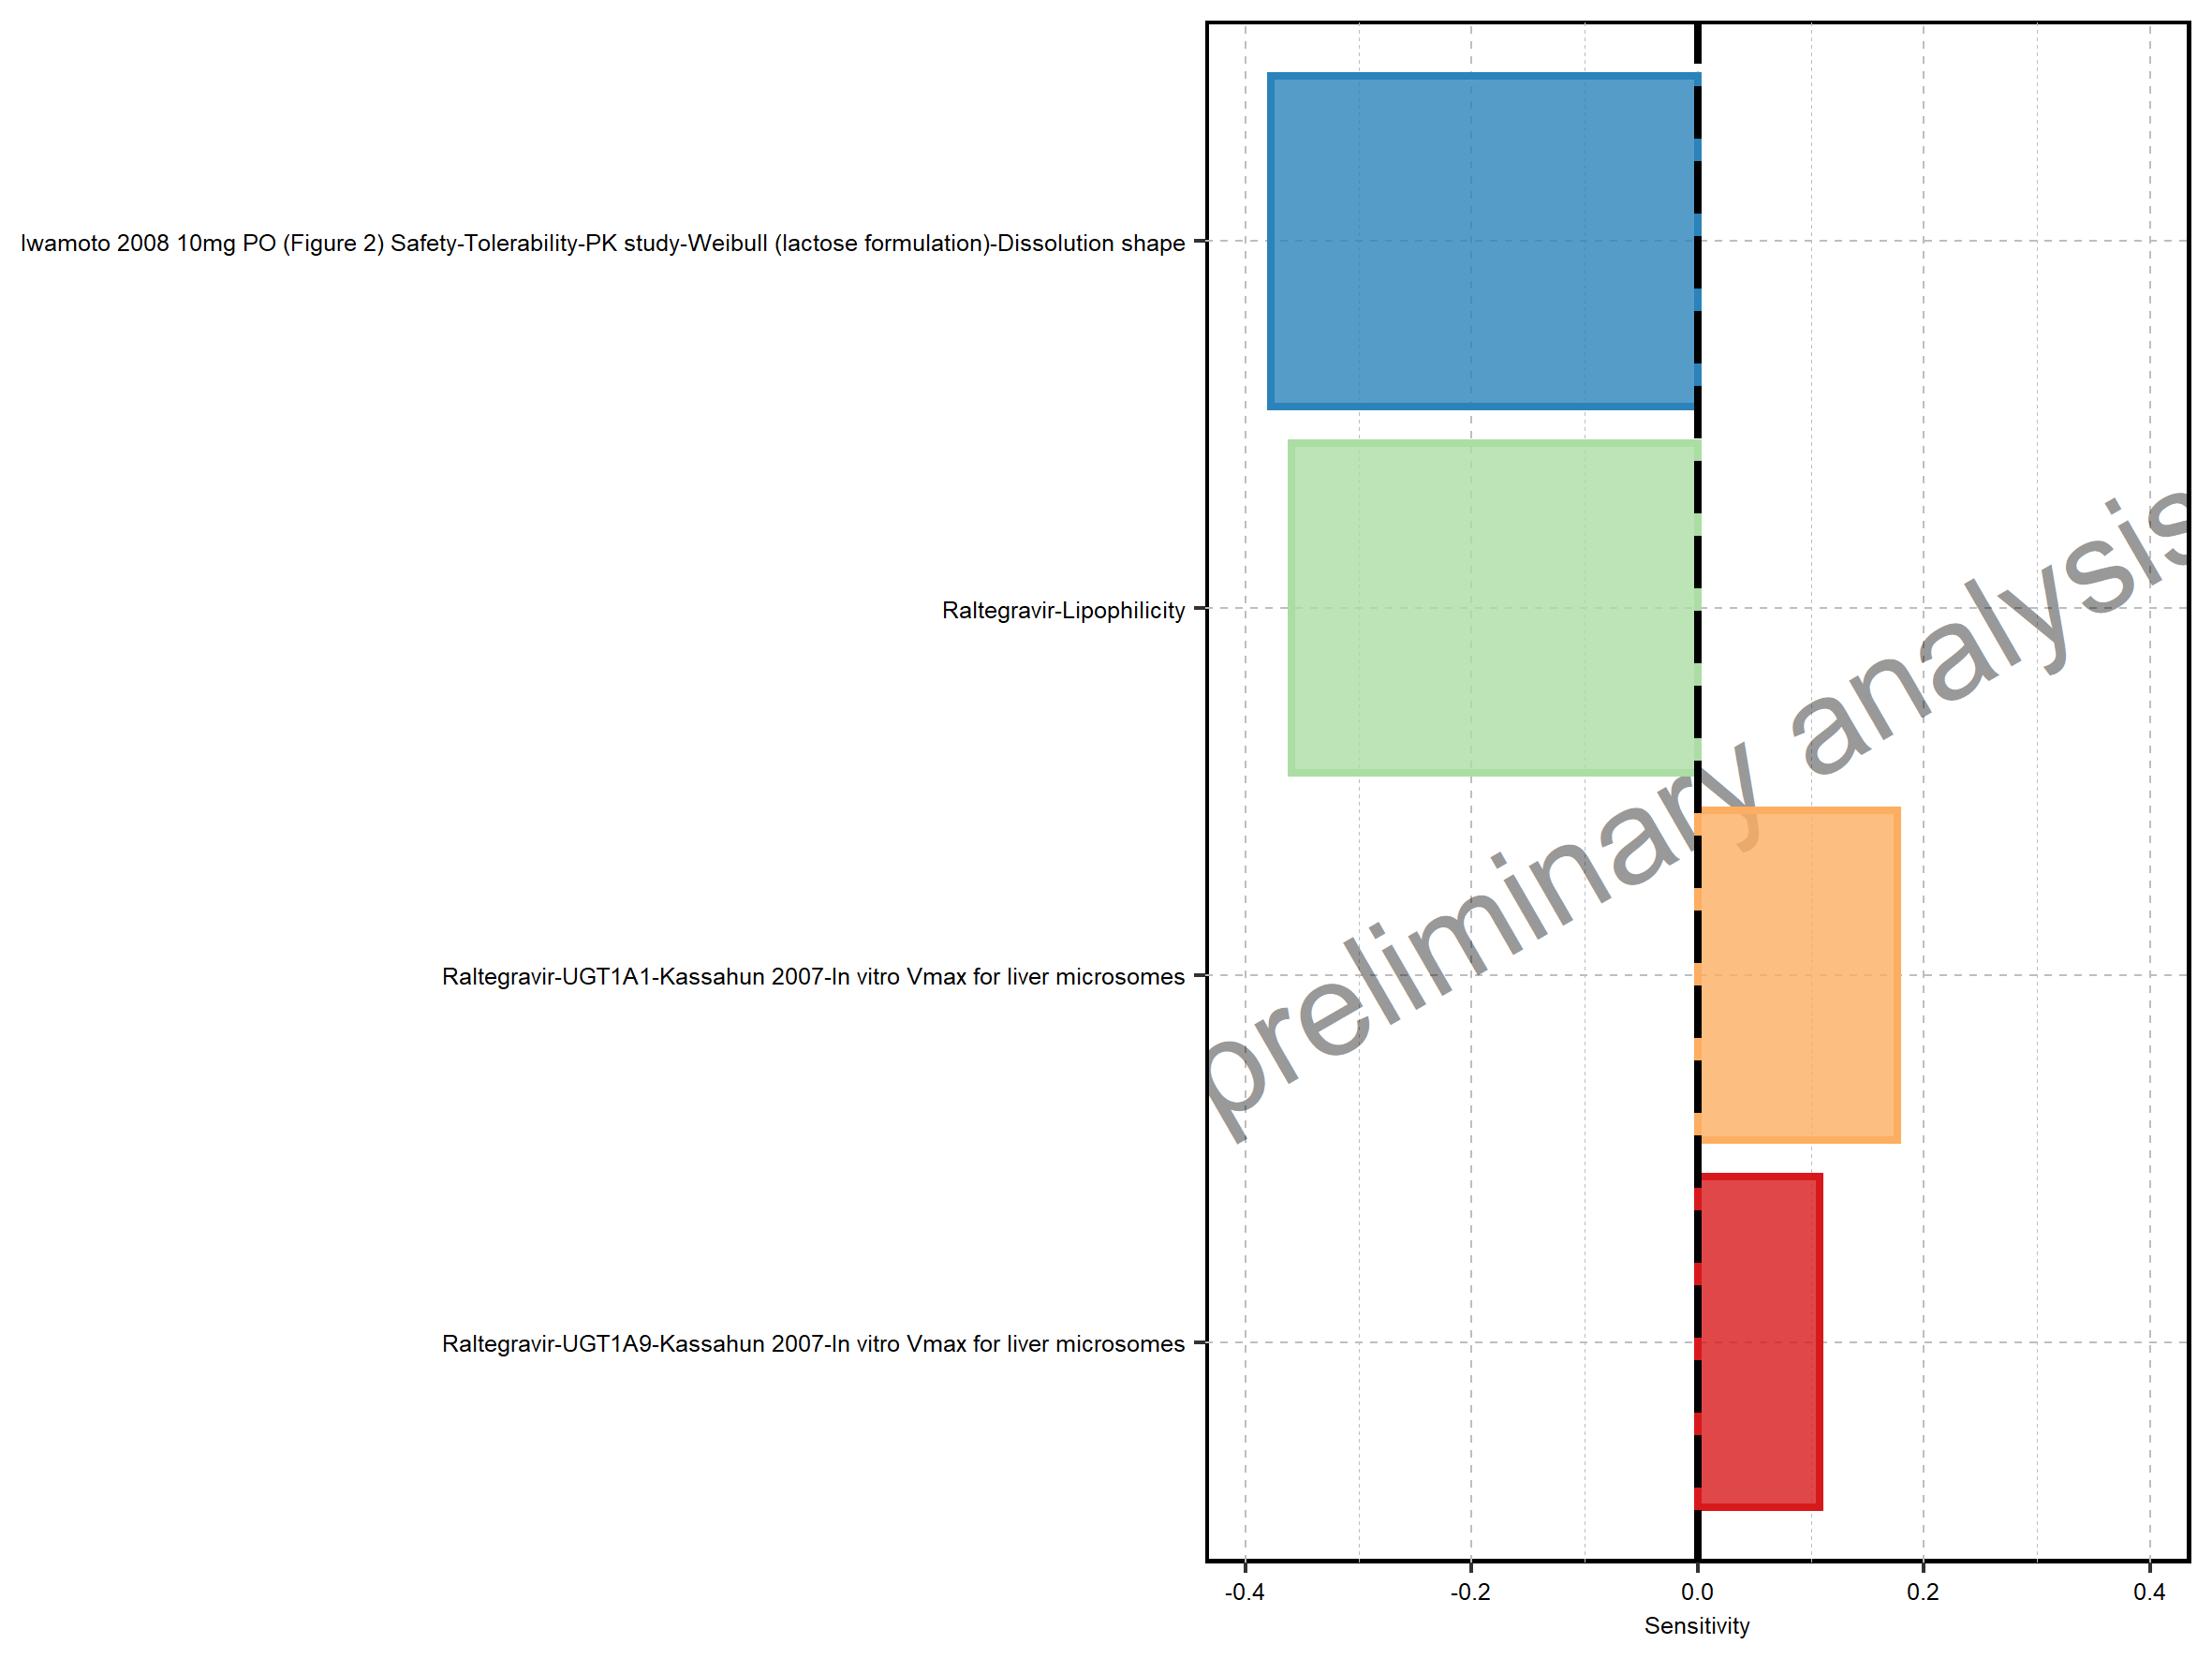 Iwamoto 2008 10mg PO (Figure 2) Safety-Tolerability-PK study-Weibull (lactose formulation)-Dissolution shape
Raltegravir-Lipophilicity
Raltegravir-UGT1A1-Kassahun 2007-In vitro Vmax for liver microsomes
Raltegravir-UGT1A9-Kassahun 2007-In vitro Vmax for liver microsomes
preliminary analysis
-0.4 -0.2 0.0 0.2 0.4
Sensitivity